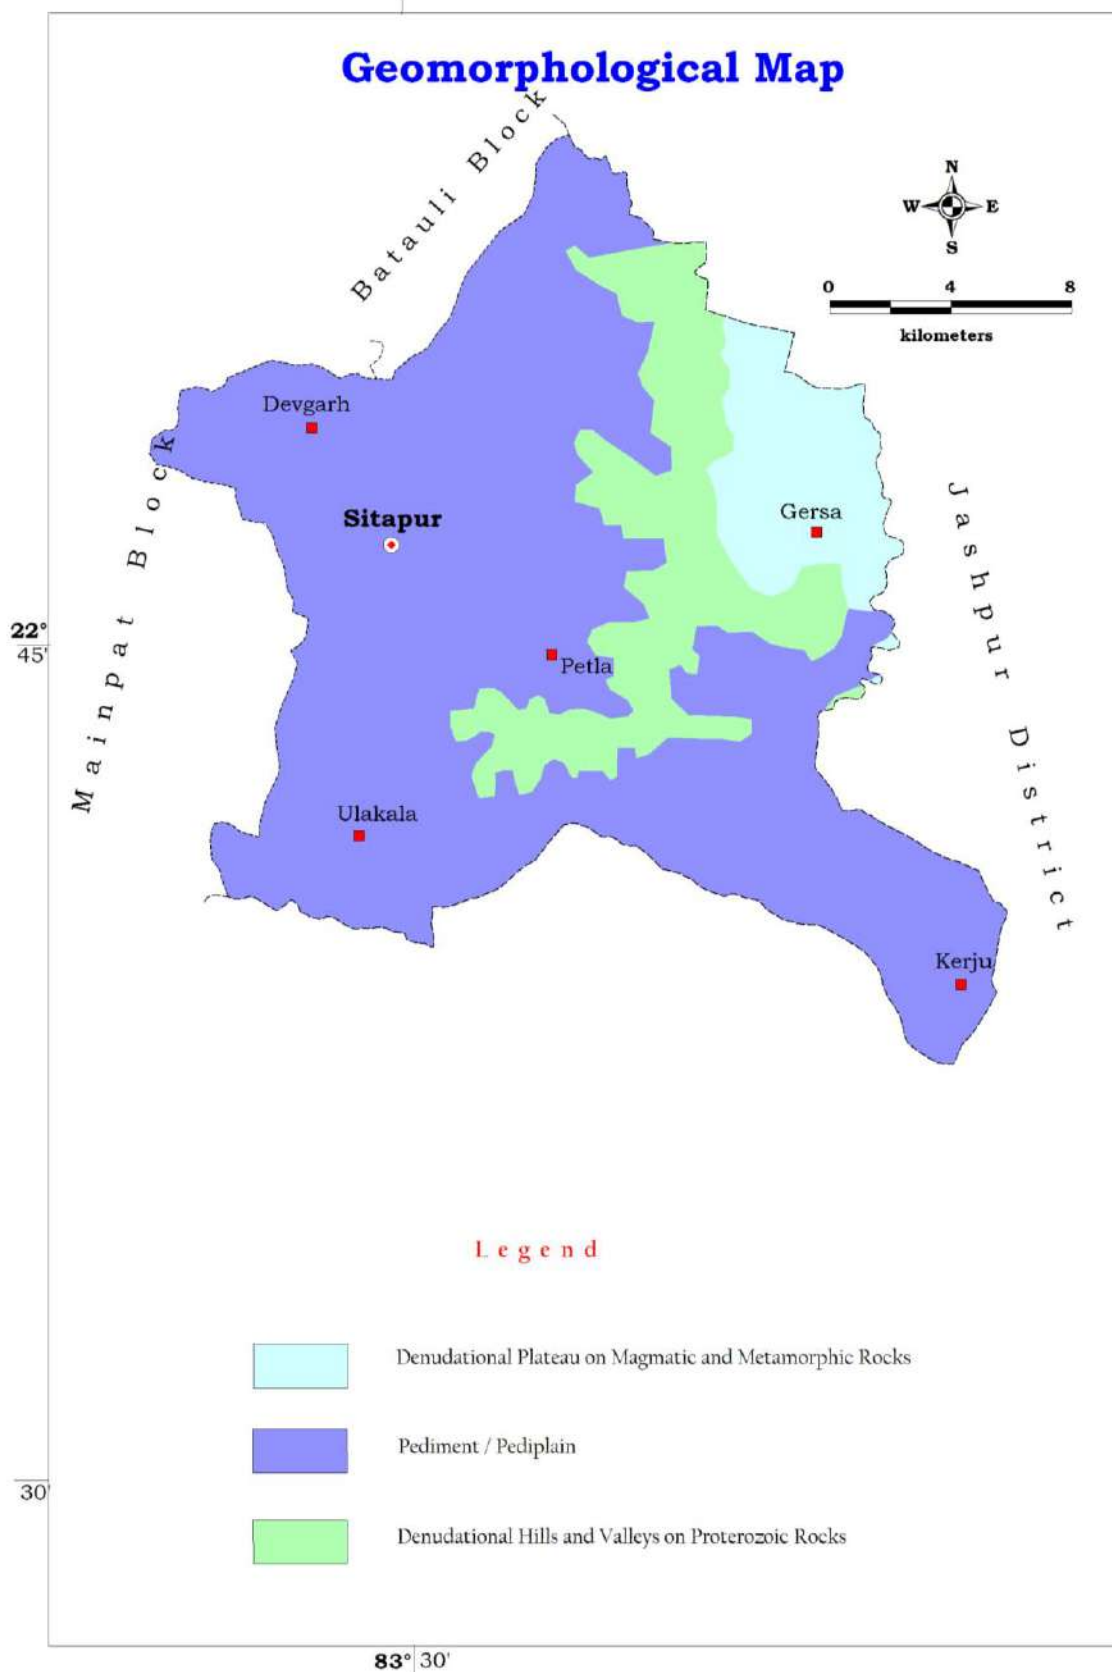 Geomorphological Map
Batauli Block
N
W E
S
0 4 8
kilometers
Devgarh
Mainpat Block
Sitapur
Gersa
Jashpur District
22°
45'
Petla
Ulakala
Kerju
Legend
Denudational Plateau on Magmatic and Metamorphic Rocks
Pediment / Pediplain
30'
Denudational Hills and Valleys on Proterozoic Rocks
83° 30'